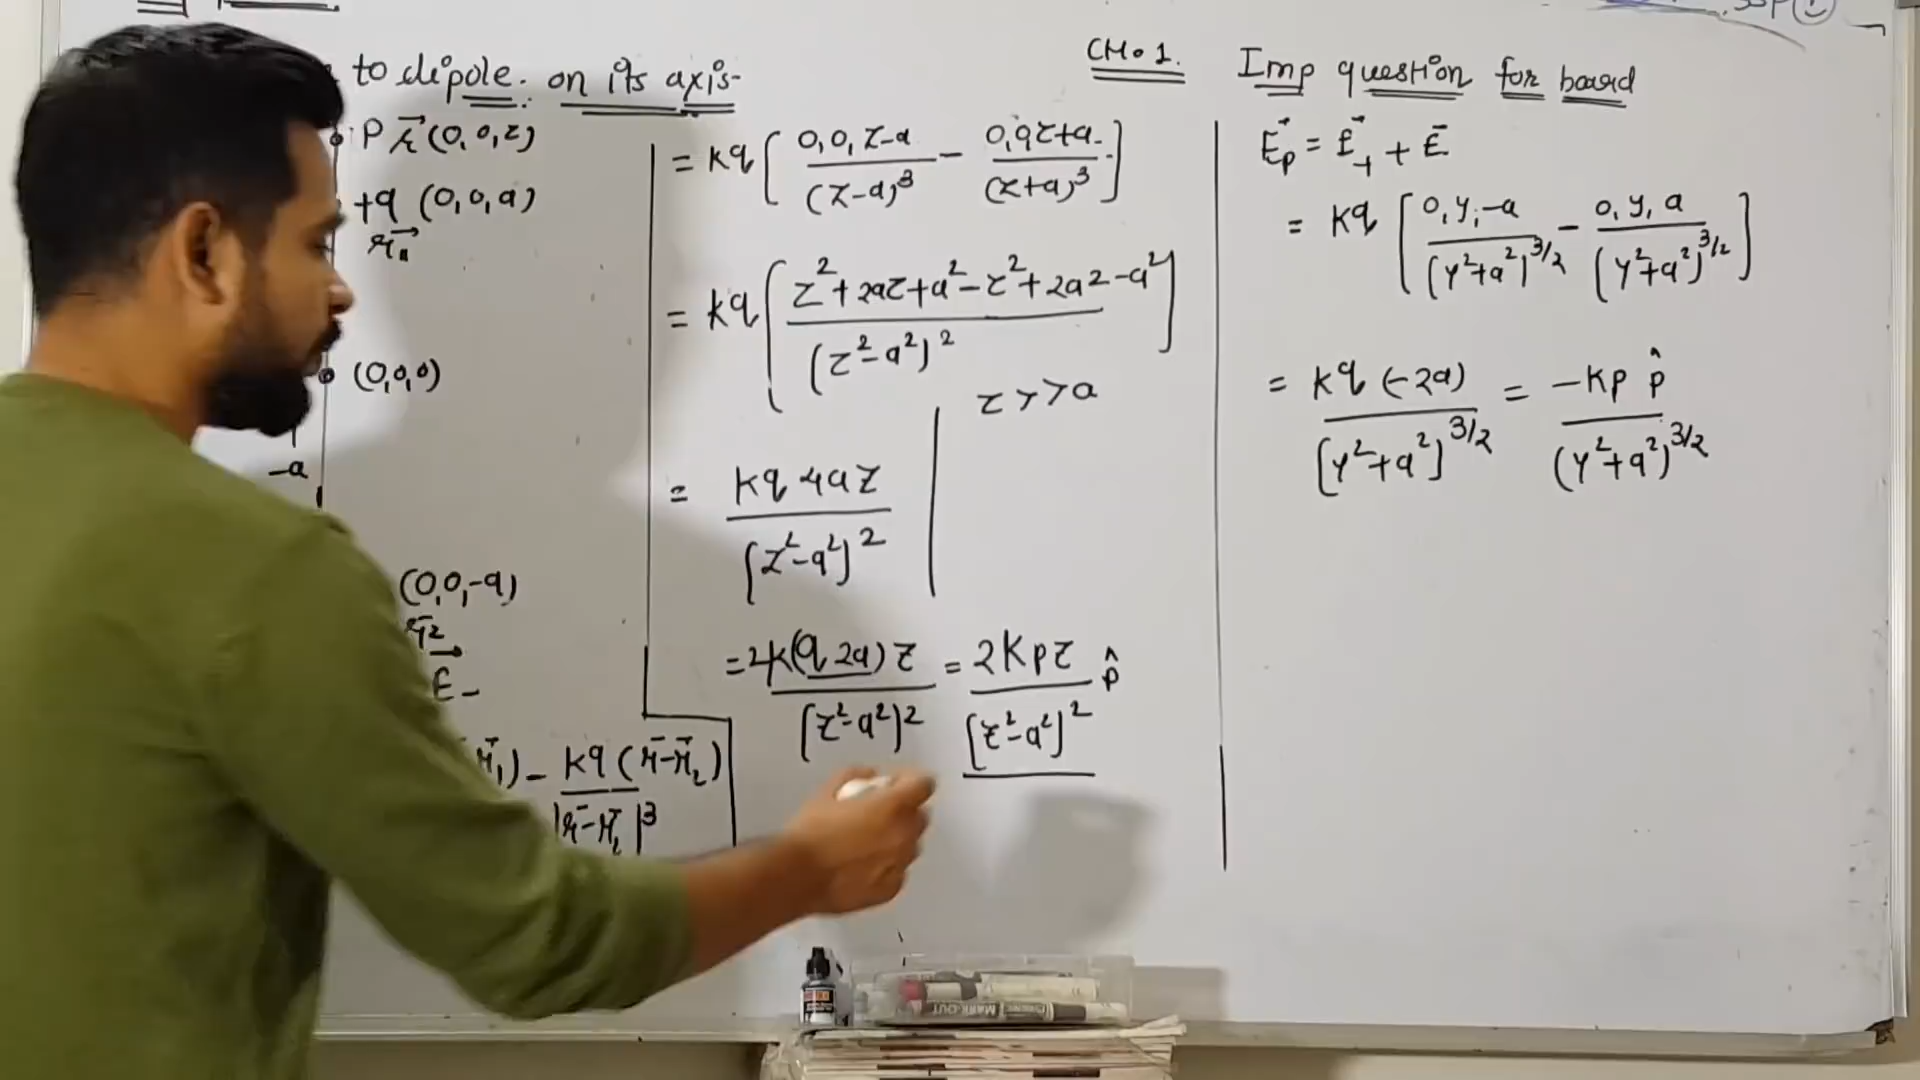 to dipole. on its axis-
P r⃗ (0, 0, z)
+q (0, 0, a)
r₁⃗
(0,0,0)
-a
(0,0,-a)
r⃗₂
E⃗_
r⃗₁) - kq (r⃗-r⃗₂)
|r⃗-r⃗₂|³
= kq [ 0, 0, z-a / (z-a)³ - 0, 0, z+a / (z+a)³ ]
= kq [ z²+2az+a²-z²+2az-a² / (z²-a²)² ]
z >> a
= kq 4az / (z²-a²)²
= 2k(q 2a) z / (z²-a²)² = 2kpz / (z²-a²)² p̂
CH. 1. Imp question for board
E⃗p = E⃗+ + E⃗
= kq [ 0, y, -a / (y²+a²)^3/2 - 0, y, a / (y²+a²)^3/2 ]
= kq (-2a) / (y²+a²)^3/2 = -kp p̂ / (y²+a²)^3/2
MARK-OUT